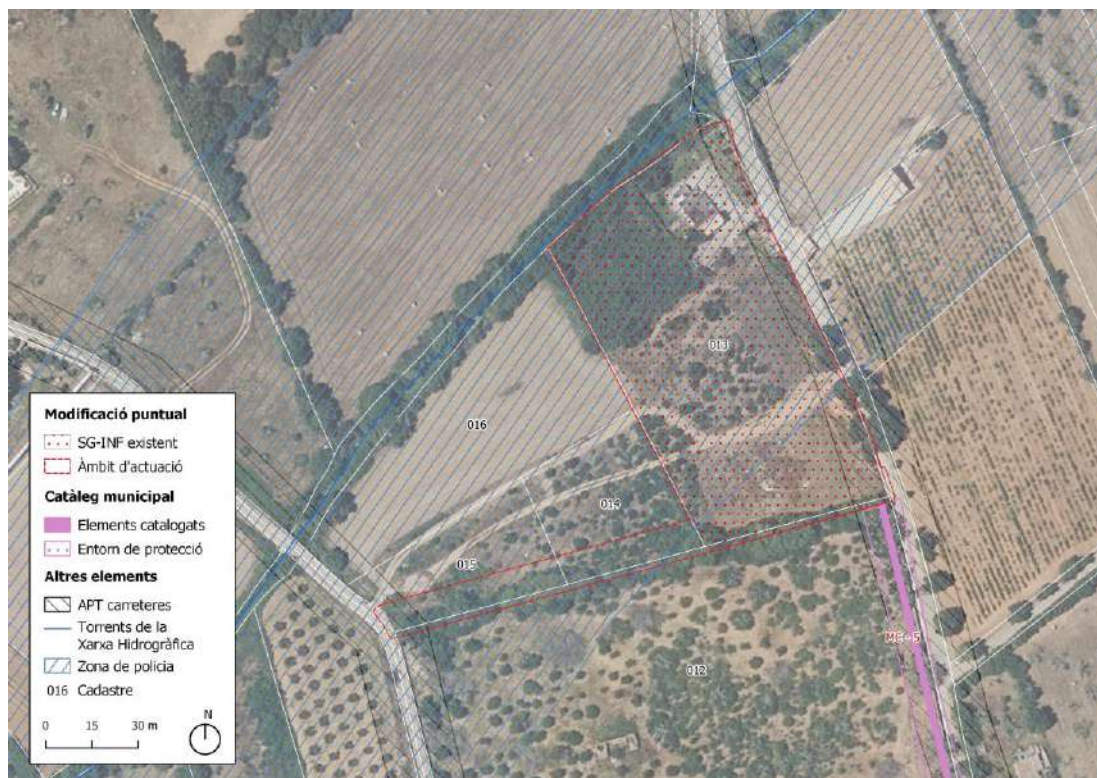 013
016
014
015
ME-5
012
Modificació puntual
SG-INF existent
Àmbit d'actuació
Catàleg municipal
Elements catalogats
Entorn de protecció
Altres elements
APT carreteres
Torrents de la
Xarxa Hidrogràfica
Zona de policia
016 Cadastre
0 15 30 m
N